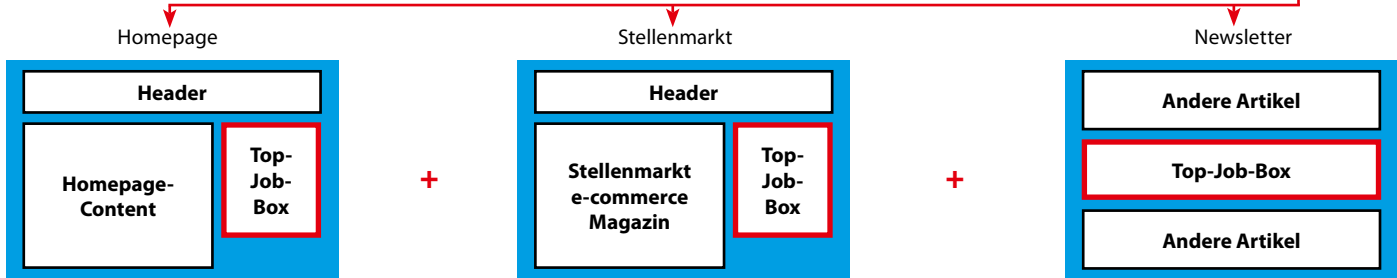 Homepage
Stellenmarkt
Newsletter
Header
Homepage-
Content
Top-
Job-
Box
+
Header
Stellenmarkt
e-commerce
Magazin
Top-
Job-
Box
+
Andere Artikel
Top-Job-Box
Andere Artikel